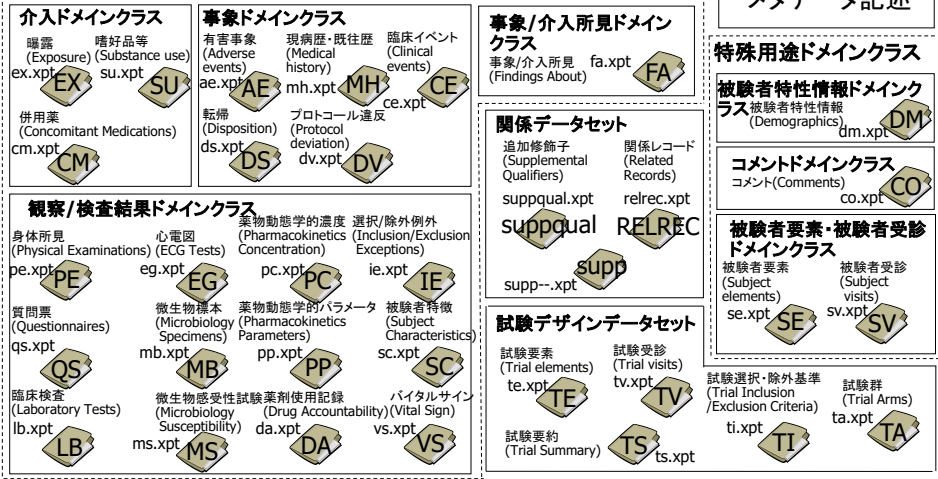 介入ドメインクラス
曝露
(Exposure)
ex.xpt
EX
嗜好品等
(Substance use)
su.xpt
SU
併用薬
(Concomitant Medications)
cm.xpt
CM
事象ドメインクラス
有害事象
(Adverse
events)
ae.xpt
AE
現病歴・既往歴
(Medical
history)
mh.xpt
MH
臨床イベント
(Clinical
events)
ce.xpt
CE
転帰
(Disposition)
ds.xpt
DS
プロトコール違反
(Protocol
deviation)
dv.xpt
DV
事象/介入所見ドメイン
クラス
事象/介入所見
(Findings About)
fa.xpt
FA
メタデータ記述
特殊用途ドメインクラス
被験者特性情報ドメインク
ラス
被験者特性情報
(Demographics)
dm.xpt
DM
コメントドメインクラス
コメント(Comments)
co.xpt
CO
被験者要素・被験者受診
ドメインクラス
被験者要素
(Subject
elements)
se.xpt
SE
被験者受診
(Subject
visits)
sv.xpt
SV
関係データセット
追加修飾子
(Supplemental
Qualifiers)
suppqual.xpt
suppqual
関係レコード
(Related
Records)
relrec.xpt
RELREC
supp
supp--.xpt
観察/検査結果ドメインクラス
身体所見
(Physical Examinations)
pe.xpt
PE
心電図
(ECG Tests)
eg.xpt
EG
薬物動態学的濃度
(Pharmacokinetics
Concentration)
pc.xpt
PC
選択/除外例外
(Inclusion/Exclusion
Exceptions)
ie.xpt
IE
質問票
(Questionnaires)
qs.xpt
QS
微生物標本
(Microbiology
Specimens)
mb.xpt
MB
薬物動態学的パラメータ
(Pharmacokinetics
Parameters)
pp.xpt
PP
被験者特徴
(Subject
Characteristics)
sc.xpt
SC
臨床検査
(Laboratory Tests)
lb.xpt
LB
微生物感受性試験
(Microbiology
Susceptibility)
ms.xpt
MS
薬剤使用記録
(Drug Accountability)
da.xpt
DA
バイタルサイン
(Vital Sign)
vs.xpt
VS
試験デザインデータセット
試験要素
(Trial elements)
te.xpt
TE
試験受診
(Trial visits)
tv.xpt
TV
試験要約
(Trial Summary)
TS
ts.xpt
試験選択・除外基準
(Trial Inclusion
/Exclusion Criteria)
ti.xpt
TI
試験群
(Trial Arms)
ta.xpt
TA